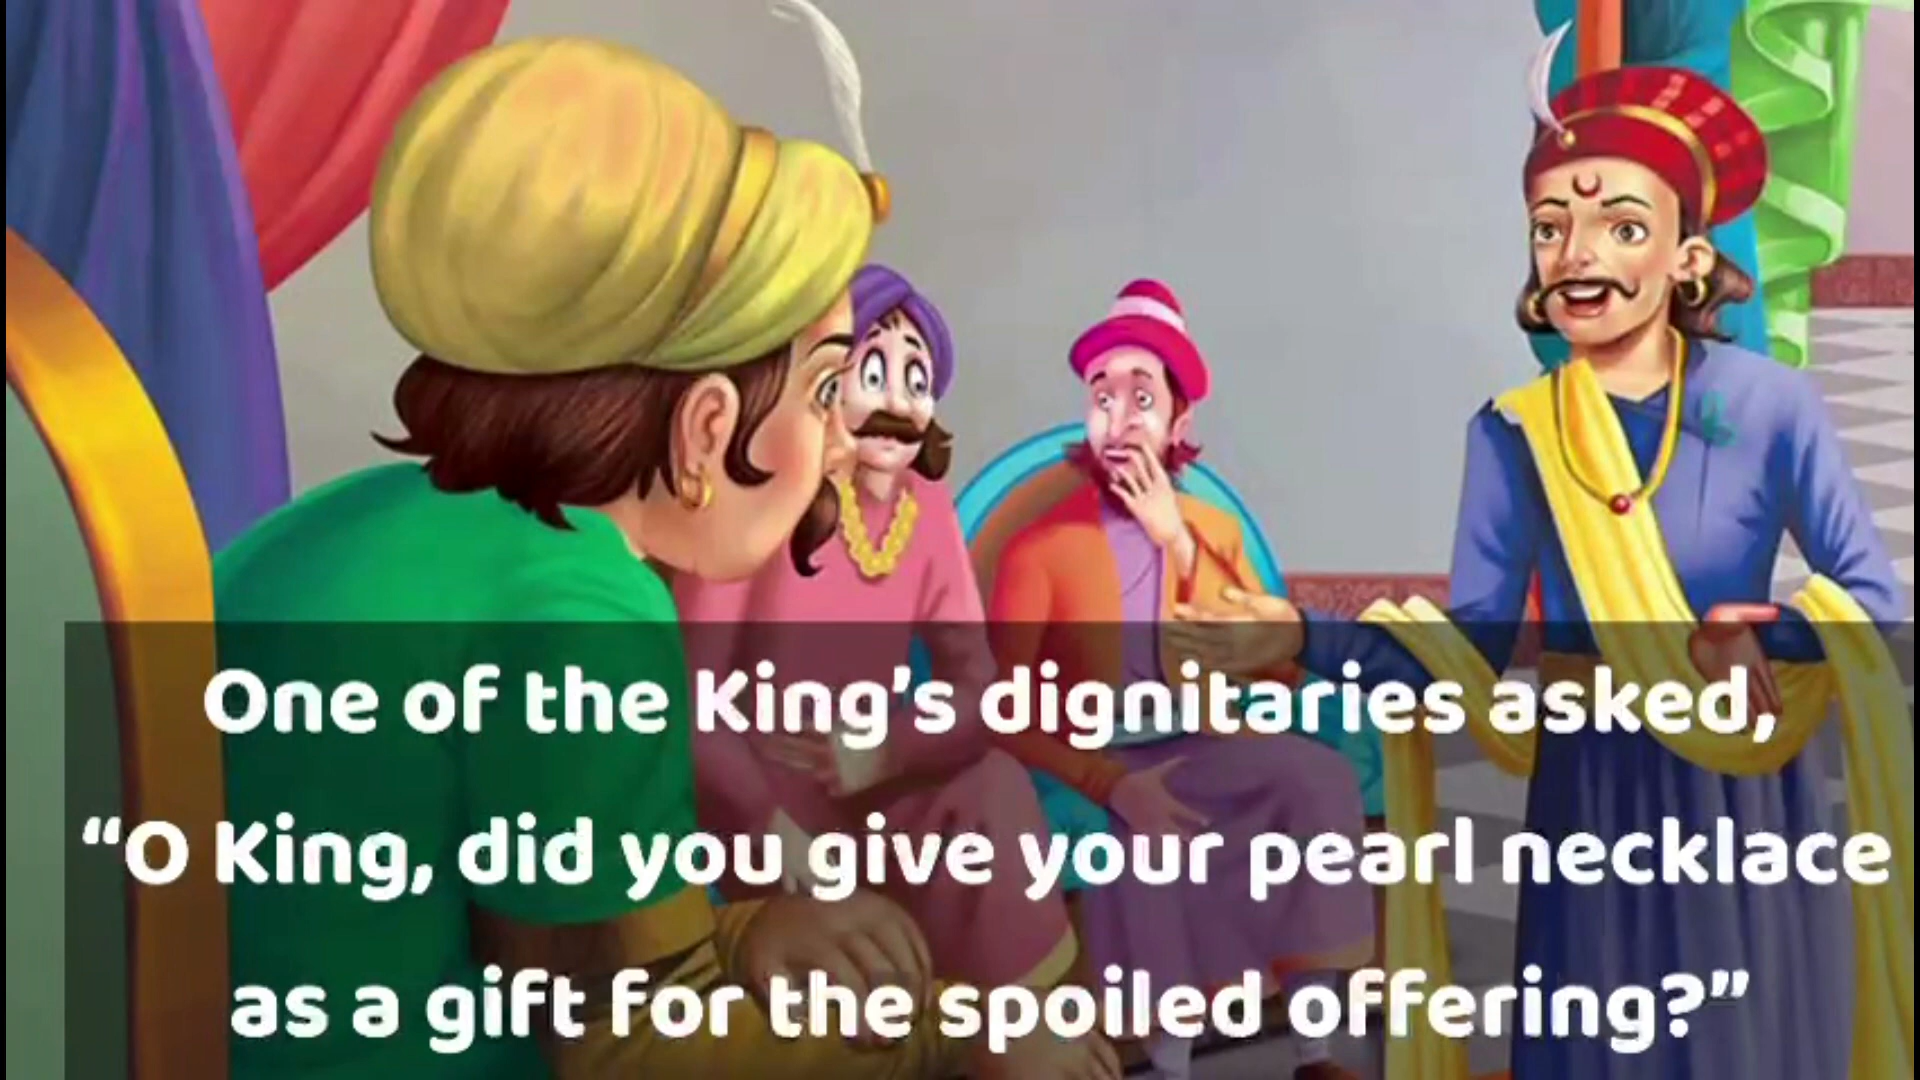 One of the King's dignitaries asked,
“O King, did you give your pearl necklace
as a gift for the spoiled offering?”